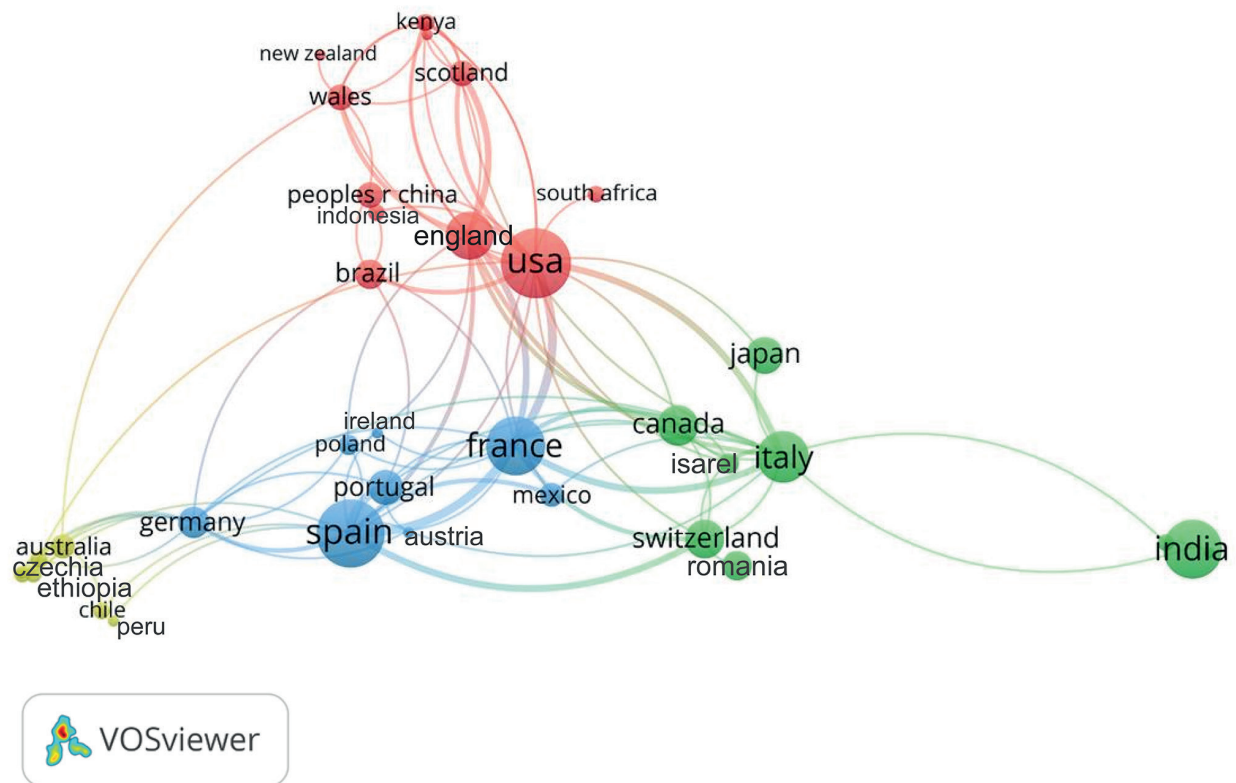 kenya
new zealand
scotland
wales
peoples r china
south africa
indonesia
england
usa
brazil
japan
ireland
canada
poland
france
isarel
italy
portugal
mexico
germany
spain
austria
switzerland
australia
india
czechia
romania
ethiopia
chile
peru
VOSviewer